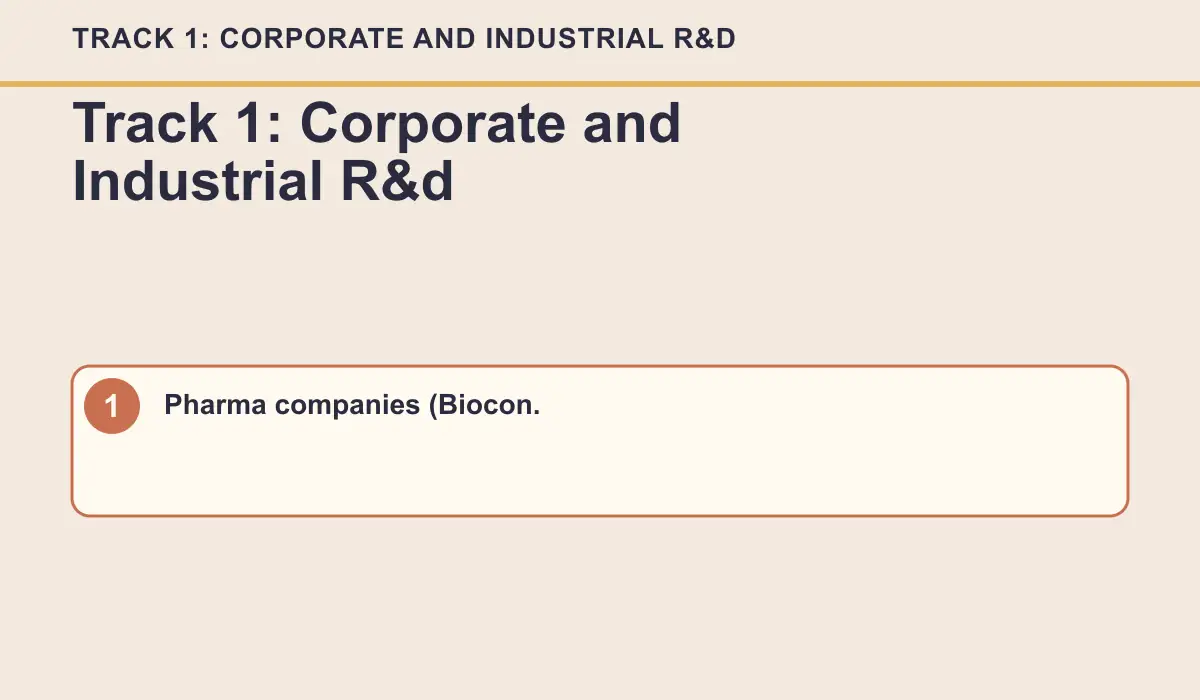 TRACK 1: CORPORATE AND INDUSTRIAL R&D
Track 1: Corporate and
Industrial R&d
1 Pharma companies (Biocon.